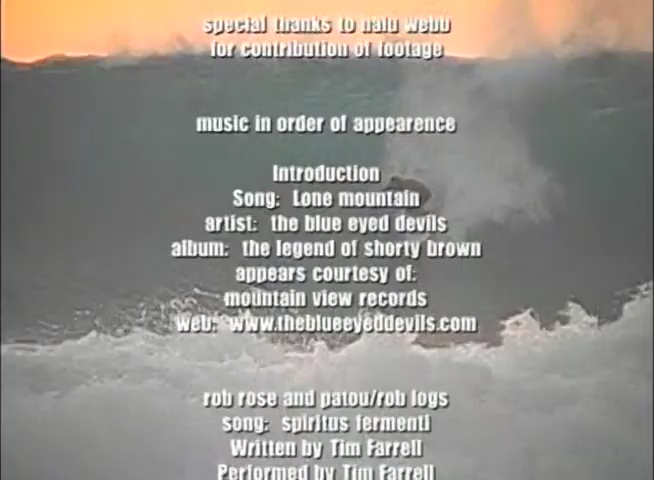 special thanks to nalu webb
for contribution of footage
music in order of appearence
Introduction
Song: Lone mountain
artist: the blue eyed devils
album: the legend of shorty brown
appears courtesy of:
mountain view records
web: www.theblueeyeddevils.com
rob rose and patou/rob logs
song: spiritus fermenti
Written by Tim Farrell
Performed by Tim Farrell